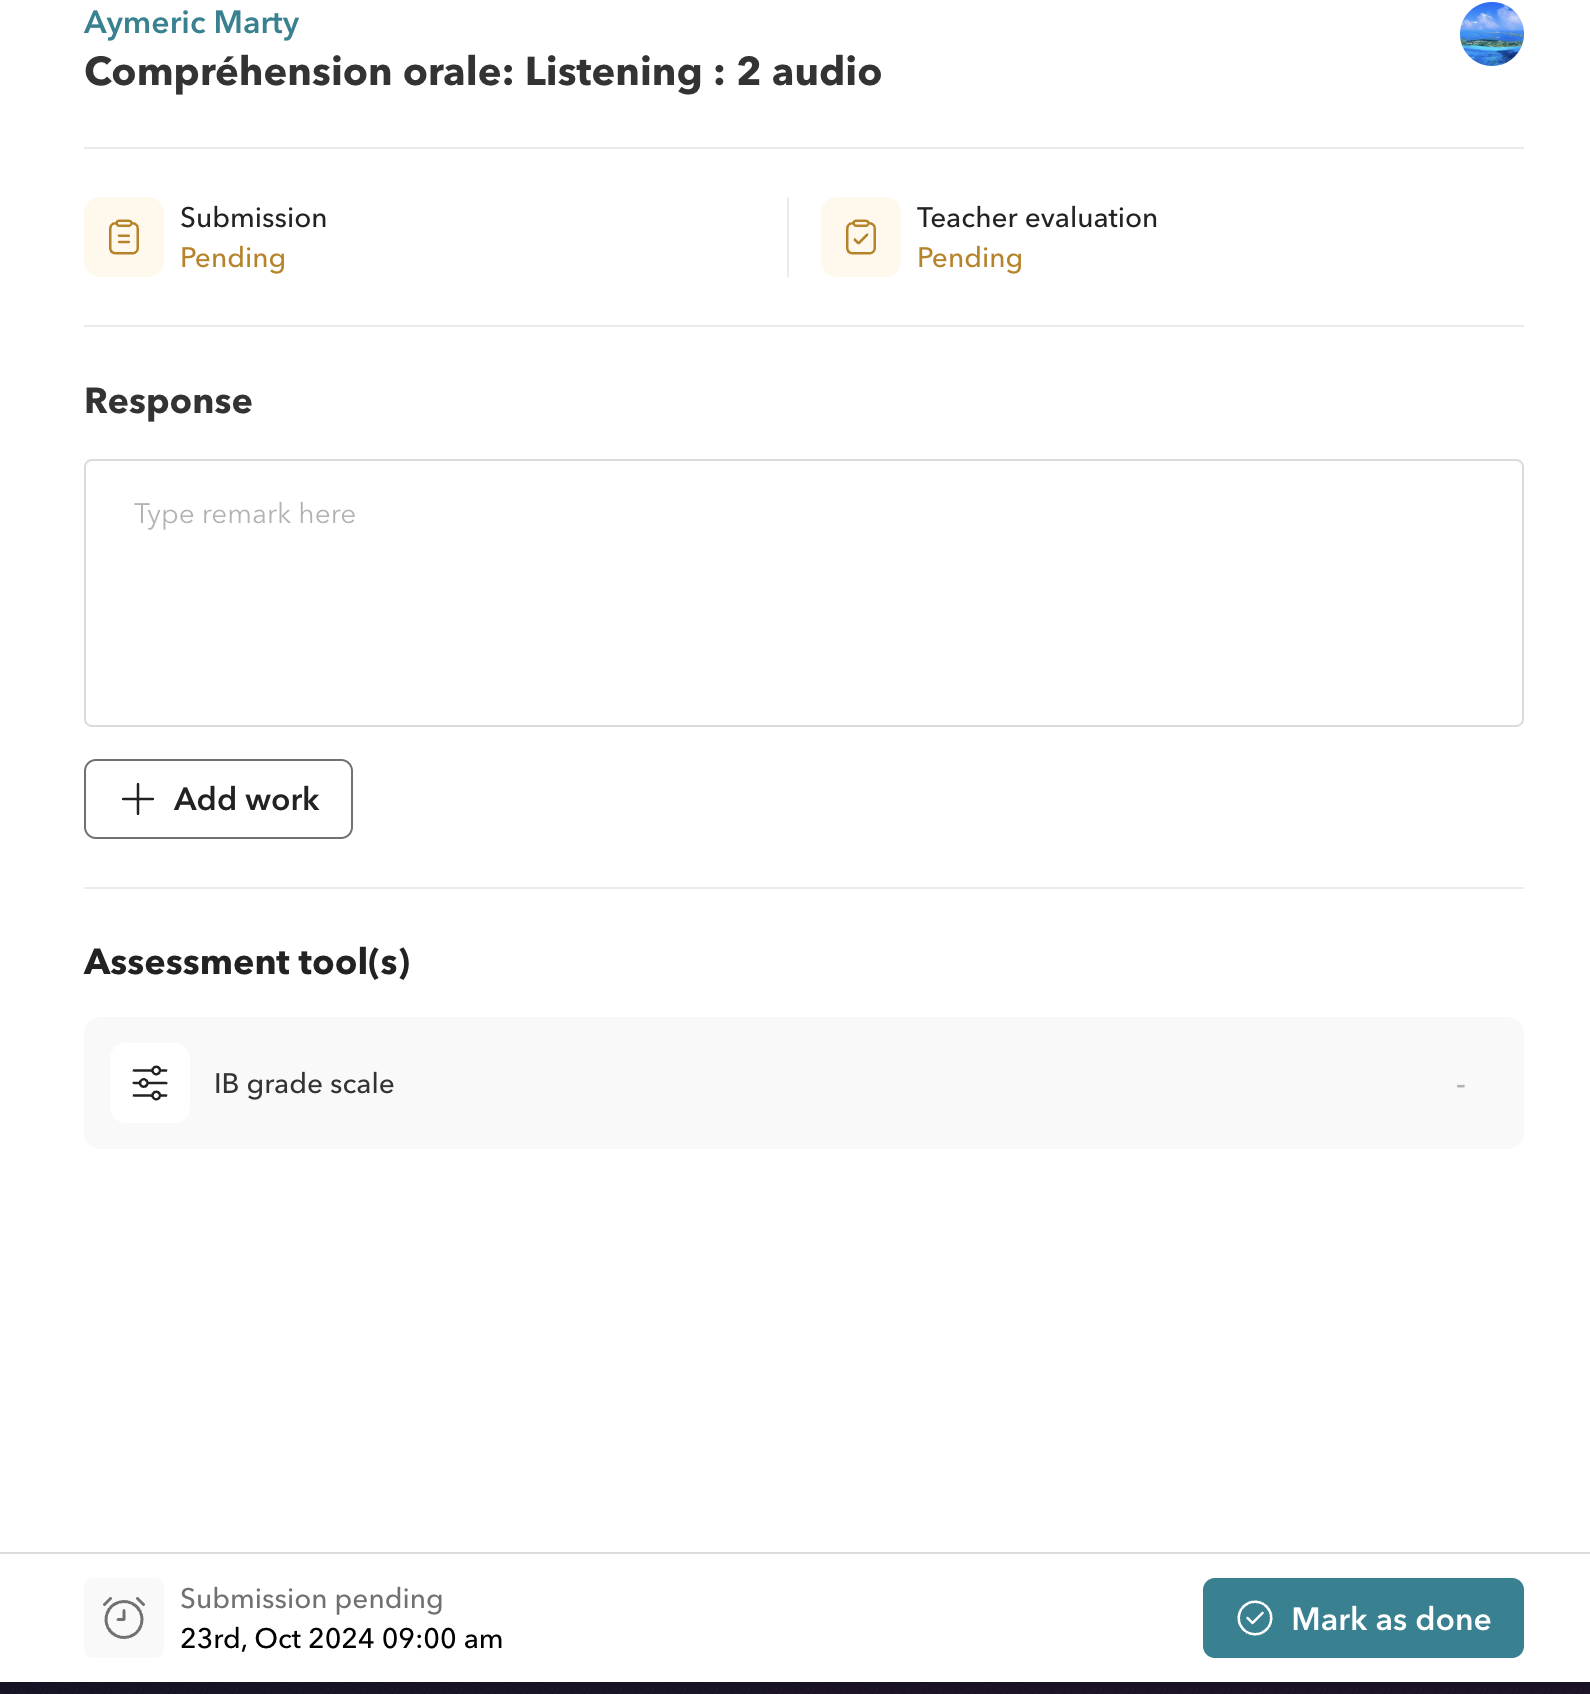 Aymeric Marty
Compréhension orale: Listening : 2 audio
Submission
Pending
Teacher evaluation
Pending
Response
Type remark here
Add work
Assessment tool(s)
IB grade scale
-
Submission pending
23rd, Oct 2024 09:00 am
Mark as done